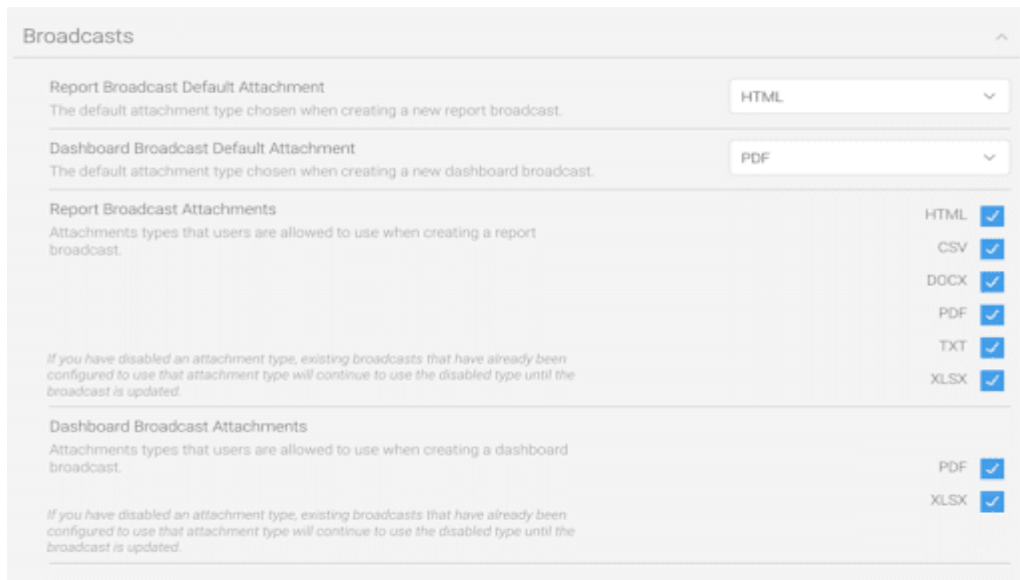 Broadcasts
Report Broadcast Default Attachment
The default attachment type chosen when creating a new report broadcast.
HTML
Dashboard Broadcast Default Attachment
The default attachment type chosen when creating a new dashboard broadcast.
PDF
Report Broadcast Attachments
Attachments types that users are allowed to use when creating a report
broadcast.
HTML
CSV
DOCX
PDF
TXT
XLSX
If you have disabled an attachment type, existing broadcasts that have already been
configured to use that attachment type will continue to use the disabled type until the
broadcast is updated.
Dashboard Broadcast Attachments
Attachments types that users are allowed to use when creating a dashboard
broadcast.
PDF
XLSX
If you have disabled an attachment type, existing broadcasts that have already been
configured to use that attachment type will continue to use the disabled type until the
broadcast is updated.